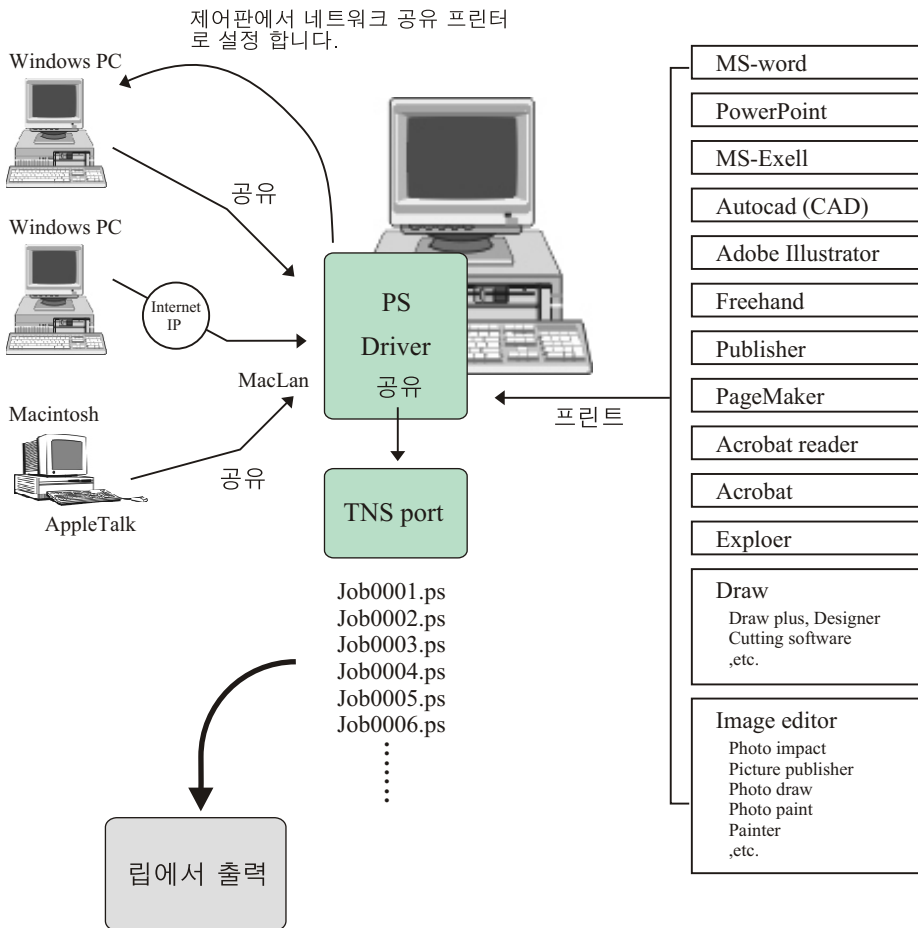 제어판에서 네트워크 공유 프린터
로 설정 합니다.
Windows PC
공유
Windows PC
Internet
IP
MacLan
Macintosh
공유
AppleTalk
PS
Driver
공유
TNS port
프린트
Job0001.ps
Job0002.ps
Job0003.ps
Job0004.ps
Job0005.ps
Job0006.ps
립에서 출력
MS-word
PowerPoint
MS-Exell
Autocad (CAD)
Adobe Illustrator
Freehand
Publisher
PageMaker
Acrobat reader
Acrobat
Exploer
Draw
Draw plus, Designer
Cutting software
,etc.
Image editor
Photo impact
Picture publisher
Photo draw
Photo paint
Painter
,etc.